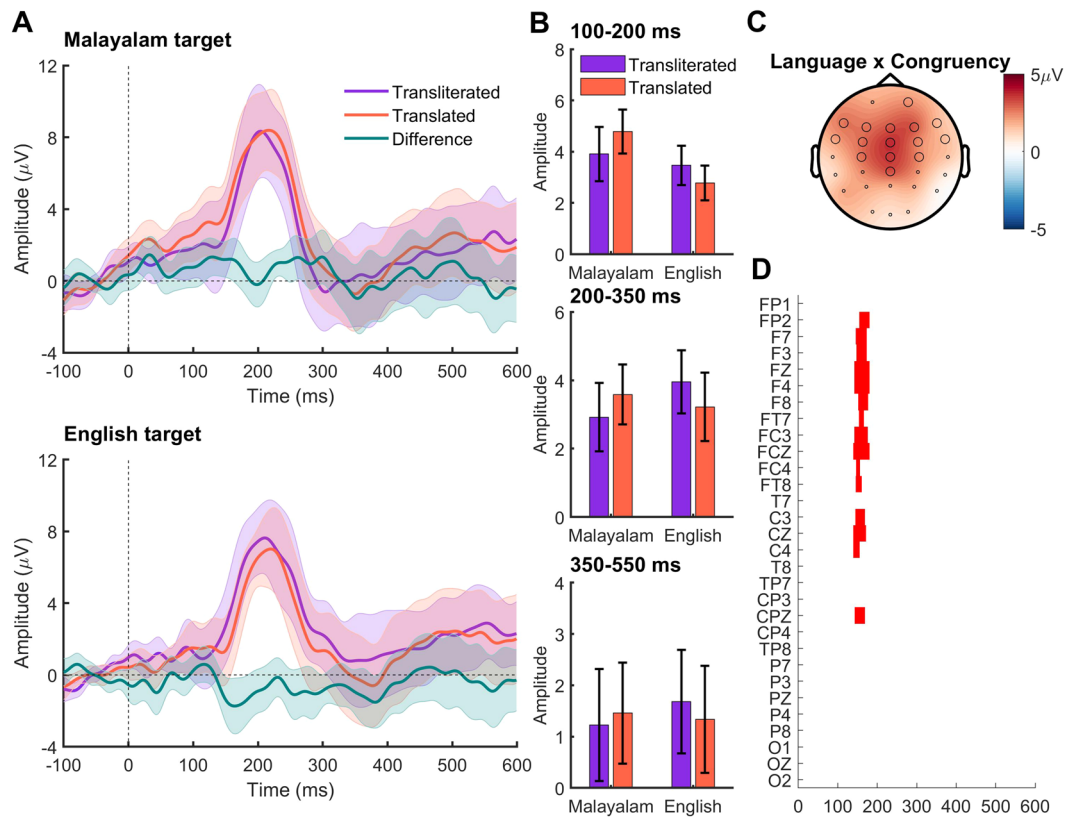 A
Malayalam target
12
8
4
0
-4
Amplitude (μV)
Transliterated
Translated
Difference
-100 0 100 200 300 400 500 600
Time (ms)
English target
12
8
4
0
-4
Amplitude (μV)
-100 0 100 200 300 400 500 600
Time (ms)
B
100-200 ms
8
6
4
2
0
Amplitude
Transliterated
Translated
Malayalam English
200-350 ms
6
4
2
0
Amplitude
Malayalam English
350-550 ms
4
3
2
1
0
Amplitude
Malayalam English
C
Language x Congruency
5μV
0
-5
D
FP1
FP2
F7
F3
FZ
F4
F8
FT7
FC3
FCZ
FC4
FT8
T7
C3
CZ
C4
T8
TP7
CP3
CPZ
CP4
TP8
P7
P3
PZ
P4
P8
O1
OZ
O2
0 100 200 300 400 500 600